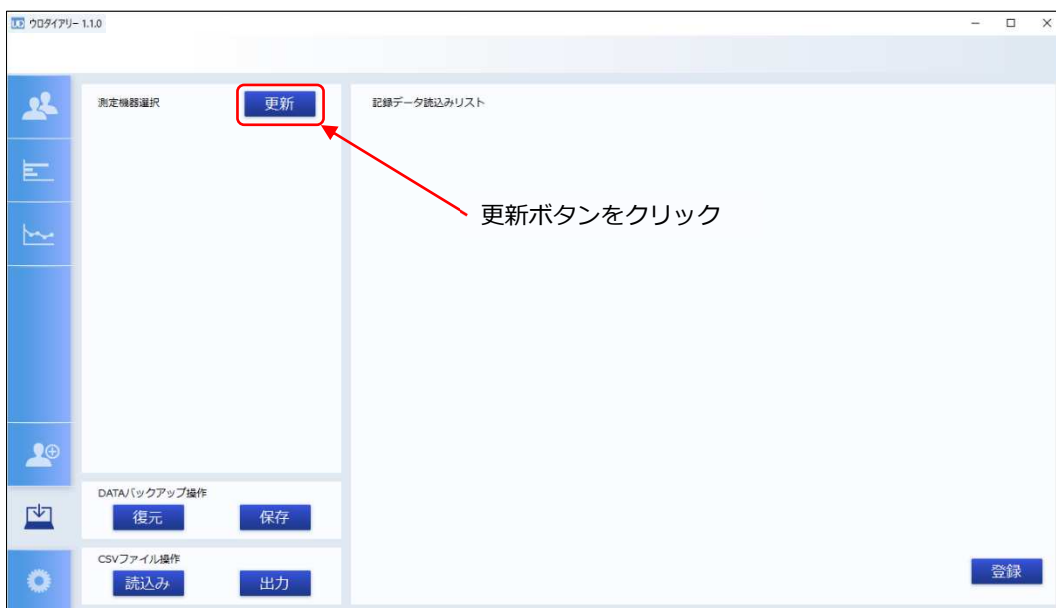 UD ウロダイアリー 1.1.0
測定機器選択
更新
記録データ読込みリスト
更新ボタンをクリック
DATAバックアップ操作
復元
保存
CSVファイル操作
読込み
出力
登録